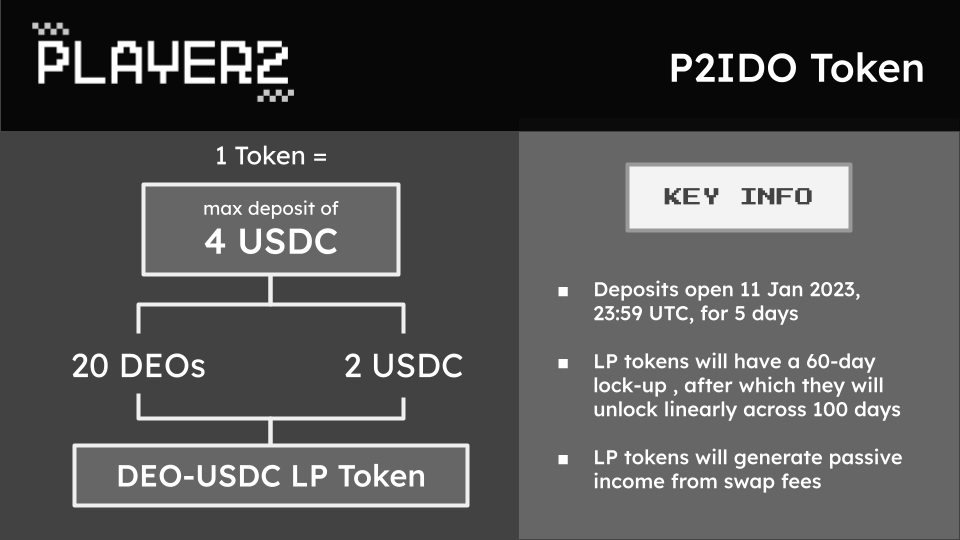 PLAYER2
P2IDO Token
1 Token =
max deposit of
4 USDC
20 DEOs
2 USDC
DEO-USDC LP Token
KEY INFO
▪ Deposits open 11 Jan 2023,
23:59 UTC, for 5 days
▪ LP tokens will have a 60-day
lock-up , after which they will
unlock linearly across 100 days
▪ LP tokens will generate passive
income from swap fees